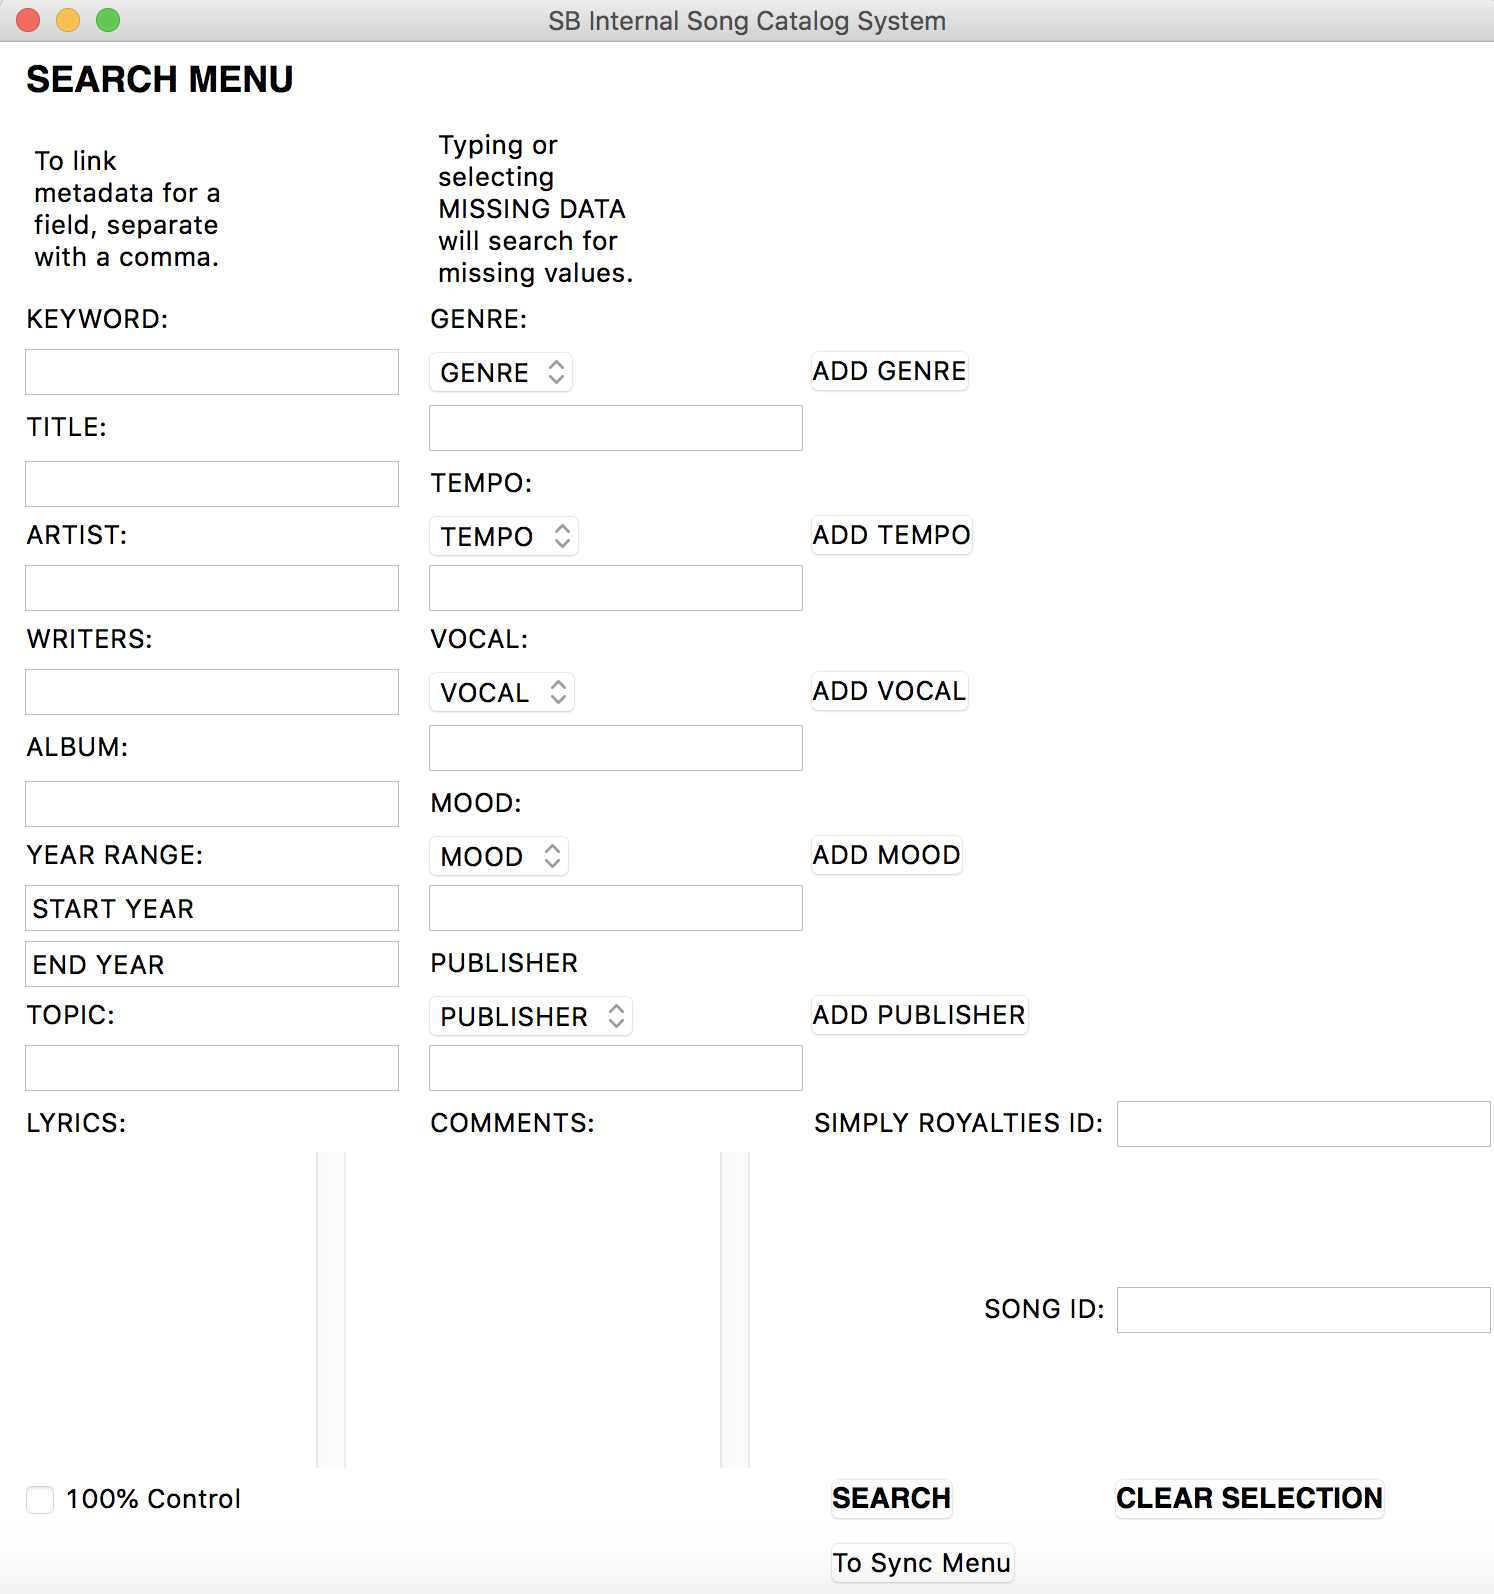 SB Internal Song Catalog System
SEARCH MENU
To link
metadata for a
field, separate
with a comma.
Typing or
selecting
MISSING DATA
will search for
missing values.
KEYWORD:
GENRE:
GENRE
ADD GENRE
TITLE:
TEMPO:
ARTIST:
TEMPO
ADD TEMPO
WRITERS:
VOCAL:
VOCAL
ADD VOCAL
ALBUM:
MOOD:
YEAR RANGE:
MOOD
ADD MOOD
START YEAR
END YEAR
PUBLISHER
TOPIC:
PUBLISHER
ADD PUBLISHER
LYRICS:
COMMENTS:
SIMPLY ROYALTIES ID:
SONG ID:
100% Control
SEARCH
CLEAR SELECTION
To Sync Menu